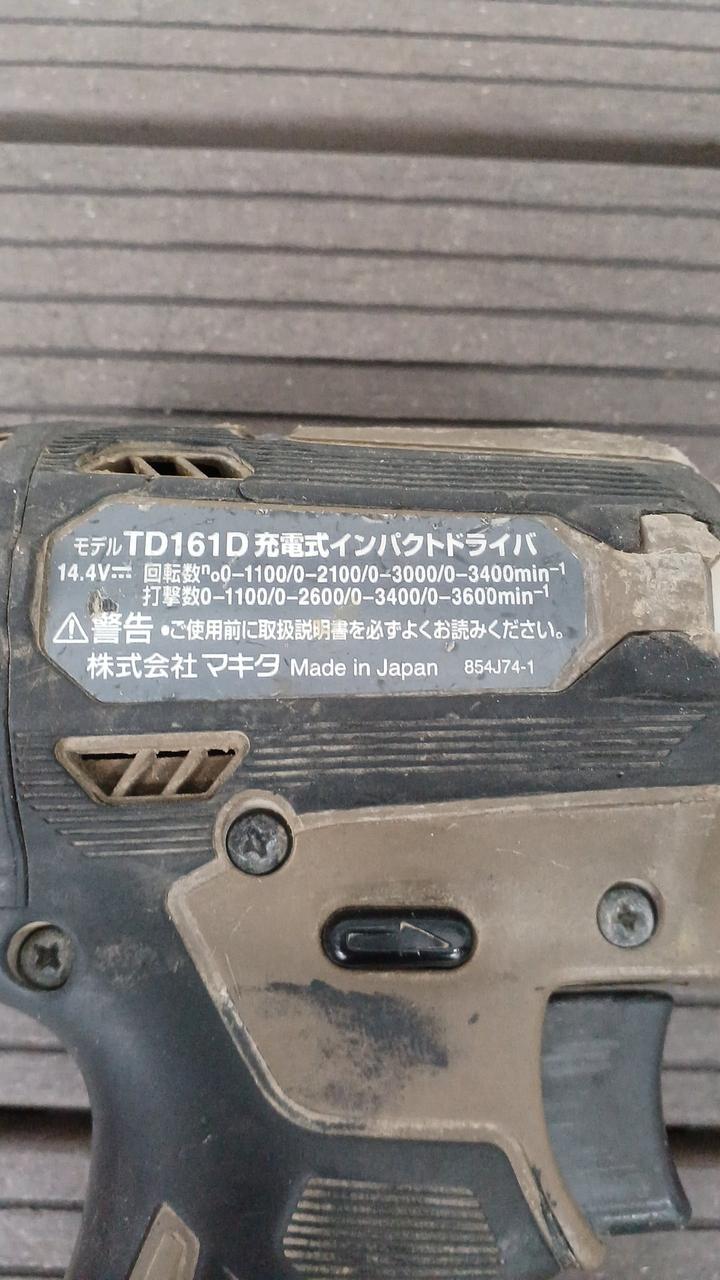 モデル TD161D 充電式インパクトドライバ
14.4V⎓ 回転数n₀0-1100/0-2100/0-3000/0-3400min⁻¹
打撃数0-1100/0-2600/0-3400/0-3600min⁻¹
⚠警告 •ご使用前に取扱説明書を必ずよくお読みください。
株式会社 マキタ Made in Japan 854J74-1